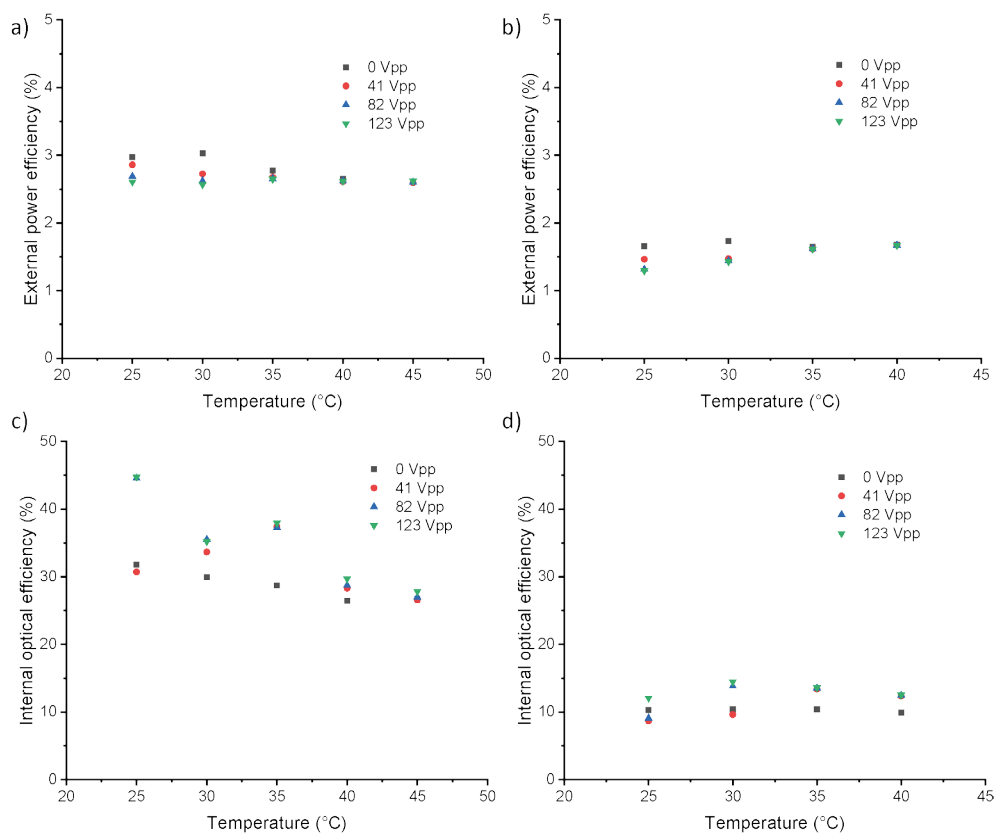 a)
5
4
3
2
1
0
20 25 30 35 40 45 50
External power efficiency (%)
Temperature (°C)
0 Vpp
41 Vpp
82 Vpp
123 Vpp
b)
5
4
3
2
1
0
20 25 30 35 40 45
External power efficiency (%)
Temperature (°C)
0 Vpp
41 Vpp
82 Vpp
123 Vpp
c)
50
40
30
20
10
0
20 25 30 35 40 45 50
Internal optical efficiency (%)
Temperature (°C)
0 Vpp
41 Vpp
82 Vpp
123 Vpp
d)
50
40
30
20
10
0
20 25 30 35 40 45
Internal optical efficiency (%)
Temperature (°C)
0 Vpp
41 Vpp
82 Vpp
123 Vpp